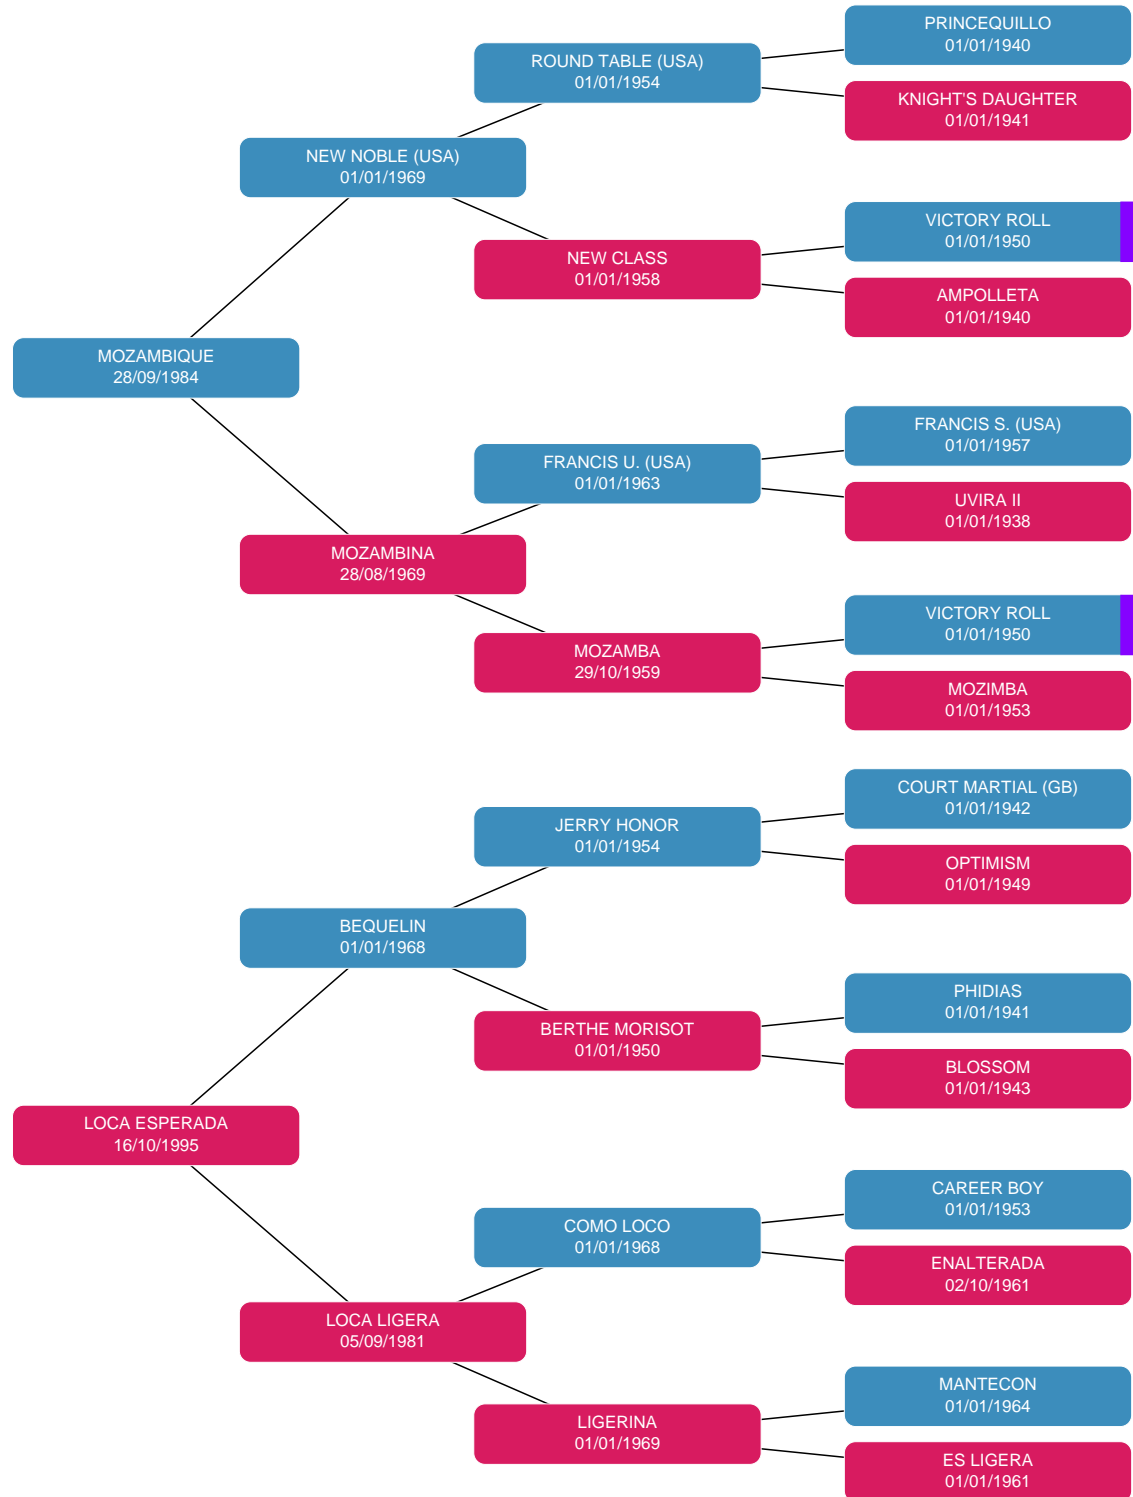 PRINCEQUILLO
01/01/1940
ROUND TABLE (USA)
01/01/1954
KNIGHT'S DAUGHTER
01/01/1941
NEW NOBLE (USA)
01/01/1969
VICTORY ROLL
01/01/1950
NEW CLASS
01/01/1958
AMPOLLETA
01/01/1940
MOZAMBIQUE
28/09/1984
FRANCIS S. (USA)
01/01/1957
FRANCIS U. (USA)
01/01/1963
UVIRA II
01/01/1938
MOZAMBINA
28/08/1969
VICTORY ROLL
01/01/1950
MOZAMBA
29/10/1959
MOZIMBA
01/01/1953
COURT MARTIAL (GB)
01/01/1942
JERRY HONOR
01/01/1954
OPTIMISM
01/01/1949
BEQUELIN
01/01/1968
PHIDIAS
01/01/1941
BERTHE MORISOT
01/01/1950
BLOSSOM
01/01/1943
LOCA ESPERADA
16/10/1995
CAREER BOY
01/01/1953
COMO LOCO
01/01/1968
ENALTERADA
02/10/1961
LOCA LIGERA
05/09/1981
MANTECON
01/01/1964
LIGERINA
01/01/1969
ES LIGERA
01/01/1961